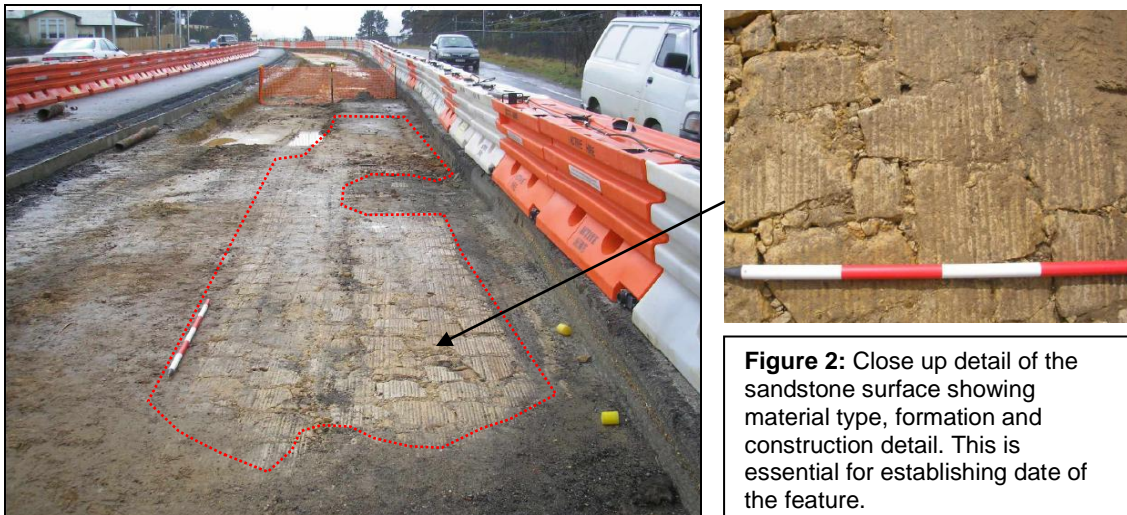 Figure 2: Close up detail of the
sandstone surface showing
material type, formation and
construction detail. This is
essential for establishing date of
the feature.